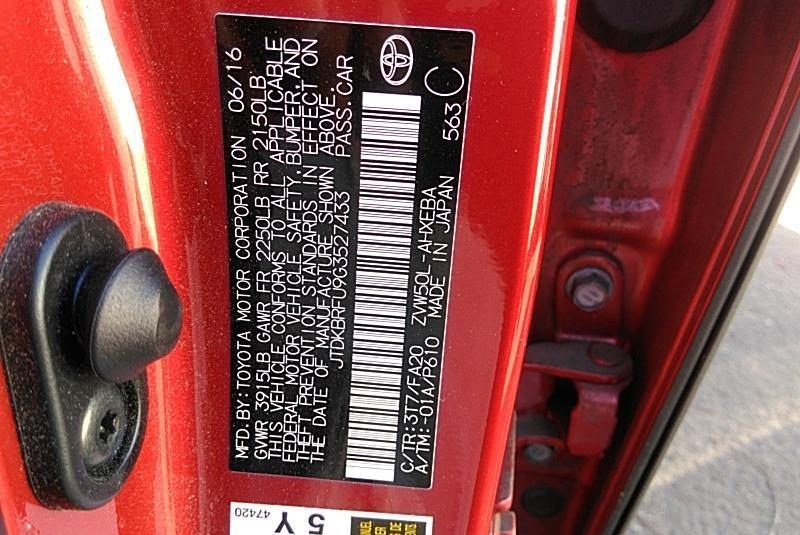 MFD. BY: TOYOTA MOTOR CORPORATION 06/16
GVWR 3915LB GAWR FR 2250LB RR 2150LB
THIS VEHICLE CONFORMS TO ALL APPLICABLE
FEDERAL MOTOR VEHICLE SAFETY, BUMPER, AND
THEFT PREVENTION STANDARDS IN EFFECT ON
THE DATE OF MANUFACTURE SHOWN ABOVE.
JTDKBRFU9G3527433 PASS. CAR
C/TR: 3T7/FA20 ZVW50L-AHXEBA
A/TM: -01A/P610 MADE IN JAPAN 563 C
47420
5 Y